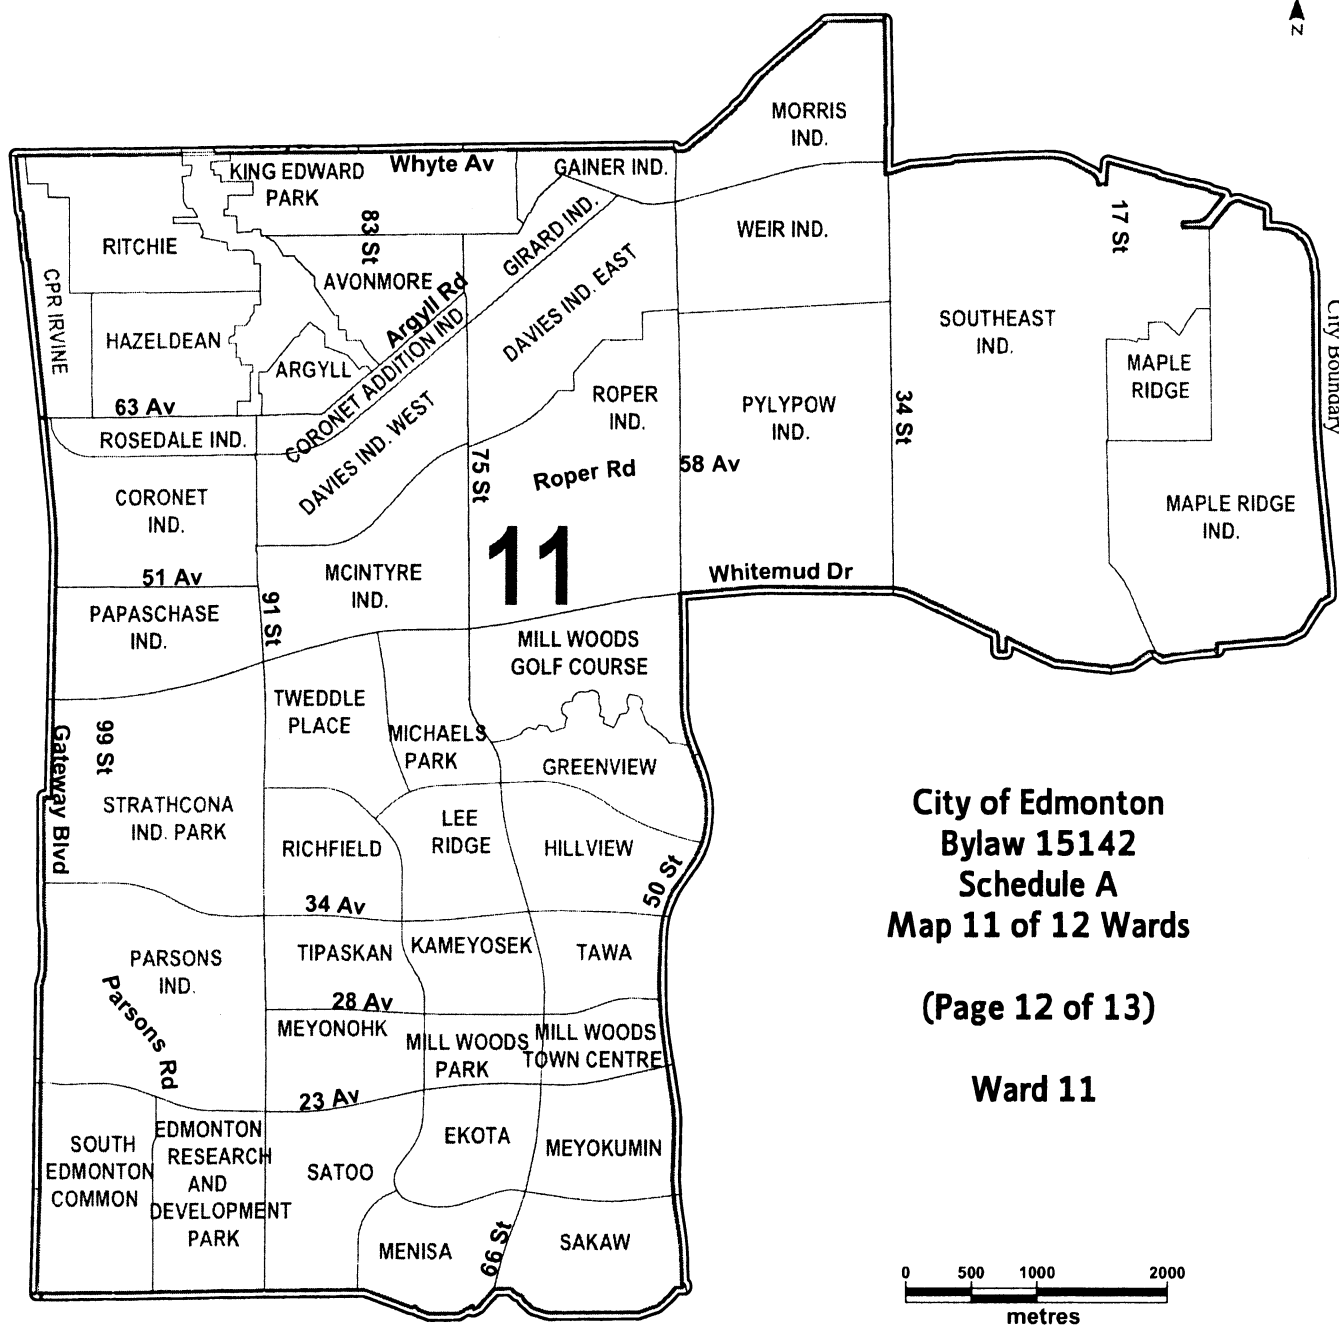 N
MORRIS
IND.
KING EDWARD
PARK
Whyte Av
GAINER IND.
83 St
17 St
RITCHIE
GIRARD IND.
WEIR IND.
AVONMORE
CPR IRVINE
Argyll Rd
DAVIES IND. EAST
SOUTHEAST
IND.
City Boundary
HAZELDEAN
CORONET ADDITION IND.
ARGYLL
MAPLE
RIDGE
63 Av
ROPER
IND.
PYLYPOW
IND.
34 St
ROSEDALE IND.
DAVIES IND. WEST
75 St
Roper Rd
58 Av
CORONET
IND.
MAPLE RIDGE
IND.
11
51 Av
MCINTYRE
IND.
Whitemud Dr
PAPASCHASE
IND.
91 St
MILL WOODS
GOLF COURSE
TWEDDLE
PLACE
99 St
Gateway Blvd
MICHAELS
PARK
GREENVIEW
STRATHCONA
IND. PARK
LEE
RIDGE
RICHFIELD
HILLVIEW
50 St
34 Av
PARSONS
IND.
TIPASKAN
KAMEYOSEK
TAWA
Parsons Rd
28 Av
MEYONOHK
MILL WOODS
PARK
MILL WOODS
TOWN CENTRE
23 Av
SOUTH
EDMONTON
COMMON
EDMONTON
RESEARCH
AND
DEVELOPMENT
PARK
SATOO
EKOTA
MEYOKUMIN
MENISA
66 St
SAKAW
City of Edmonton
Bylaw 15142
Schedule A
Map 11 of 12 Wards
(Page 12 of 13)
Ward 11
0 500 1000 2000
metres